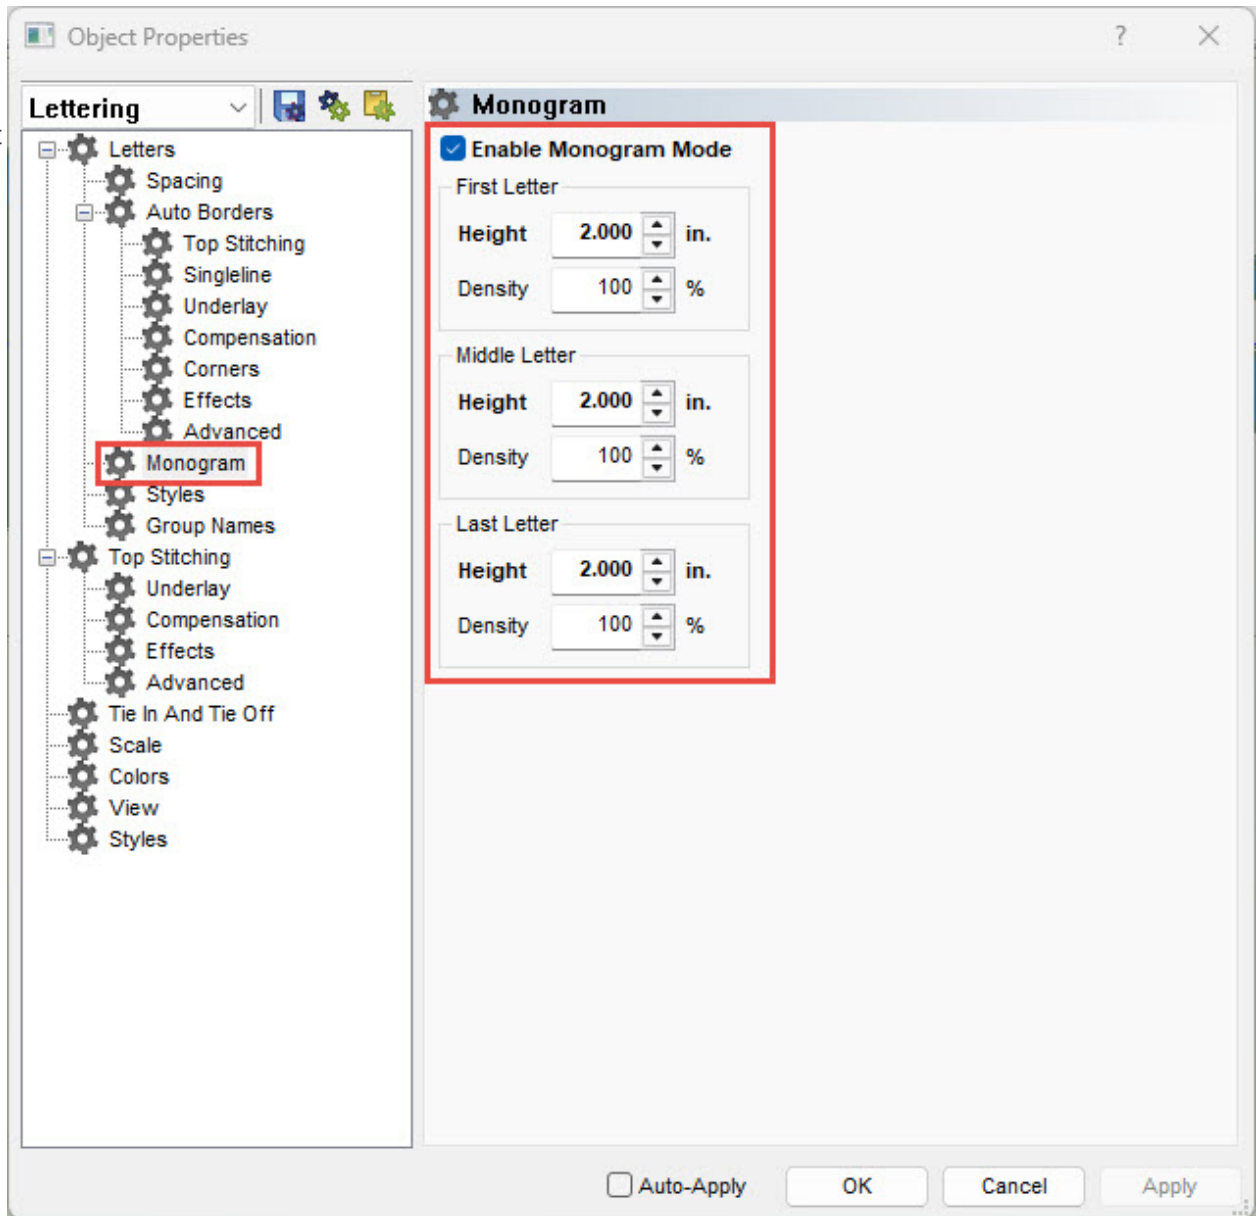 Object Properties
?
Lettering
Letters
Spacing
Auto Borders
Top Stitching
Singleline
Underlay
Compensation
Corners
Effects
Advanced
Monogram
Styles
Group Names
Top Stitching
Underlay
Compensation
Effects
Advanced
Tie In And Tie Off
Scale
Colors
View
Styles
Monogram
Enable Monogram Mode
First Letter
Height 2.000 in.
Density 100 %
Middle Letter
Height 2.000 in.
Density 100 %
Last Letter
Height 2.000 in.
Density 100 %
Auto-Apply OK Cancel Apply